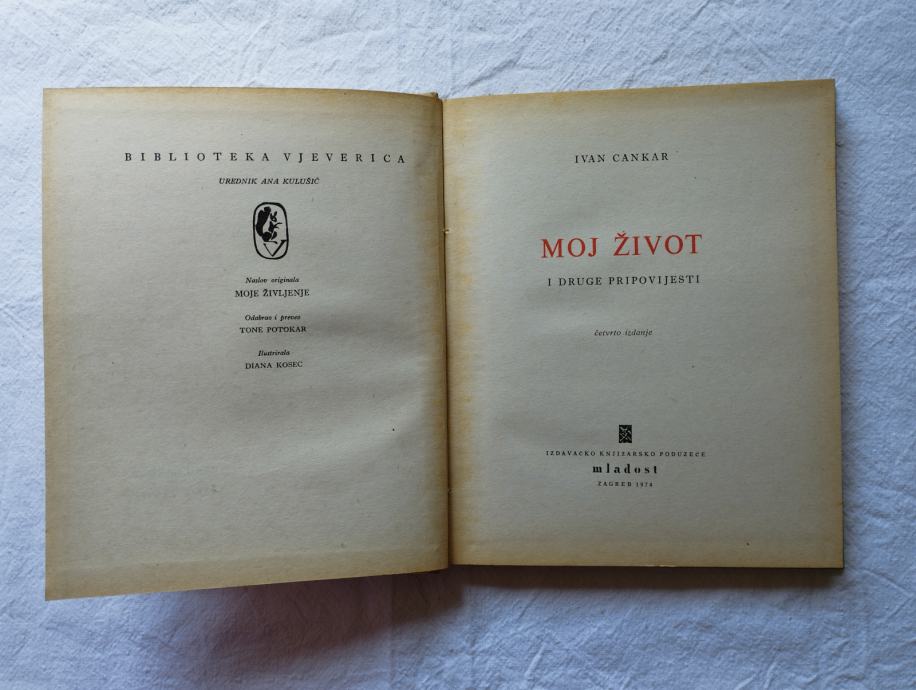 BIBLIOTEKA VJEVERICA
UREDNIK ANA KULUŠIĆ
Naslov originala
MOJE ŽIVLJENJE
Odabrao i preveo
TONE POTOKAR
Ilustrirala
DIANA KOSEC
IVAN CANKAR
MOJ ŽIVOT
I DRUGE PRIPOVIJESTI
četvrto izdanje
IZDAVAČKO KNJIŽARSKO PODUZEĆE
mladost
ZAGREB 1974